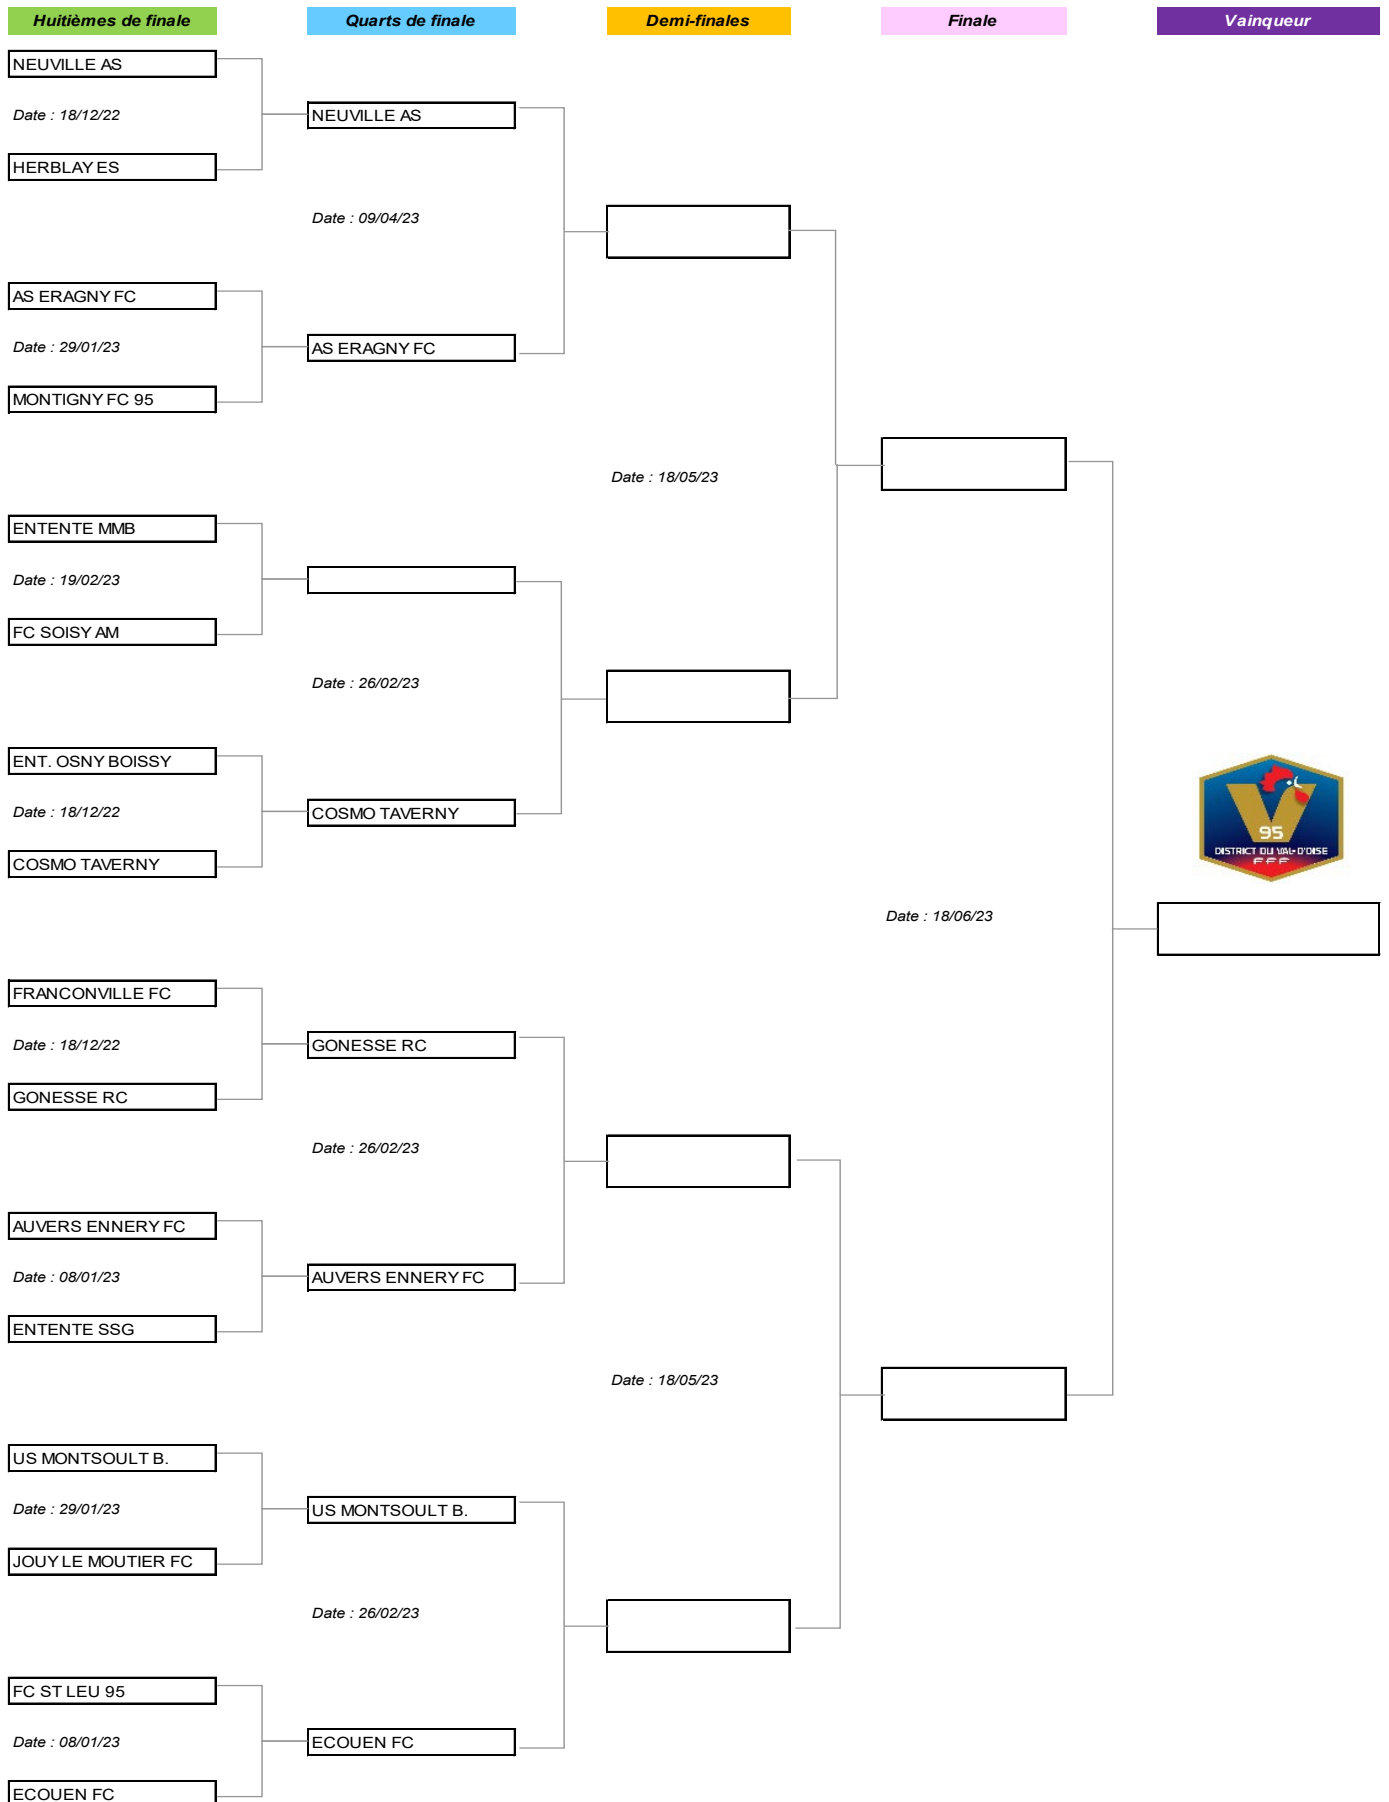 Huitièmes de finale
Quarts de finale
Demi-finales
Finale
Vainqueur
NEUVILLE AS
Date : 18/12/22
NEUVILLE AS
HERBLAY ES
Date : 09/04/23
AS ERAGNY FC
Date : 29/01/23
AS ERAGNY FC
MONTIGNY FC 95
Date : 18/05/23
ENTENTE MMB
Date : 19/02/23
FC SOISY AM
Date : 26/02/23
ENT. OSNY BOISSY
Date : 18/12/22
COSMO TAVERNY
COSMO TAVERNY
95
DISTRICT DU VAL D'OISE
FFF
Date : 18/06/23
FRANCONVILLE FC
Date : 18/12/22
GONESSE RC
GONESSE RC
Date : 26/02/23
AUVERS ENNERY FC
Date : 08/01/23
AUVERS ENNERY FC
ENTENTE SSG
Date : 18/05/23
US MONTSOULT B.
Date : 29/01/23
US MONTSOULT B.
JOUY LE MOUTIER FC
Date : 26/02/23
FC ST LEU 95
Date : 08/01/23
ECOUEN FC
ECOUEN FC